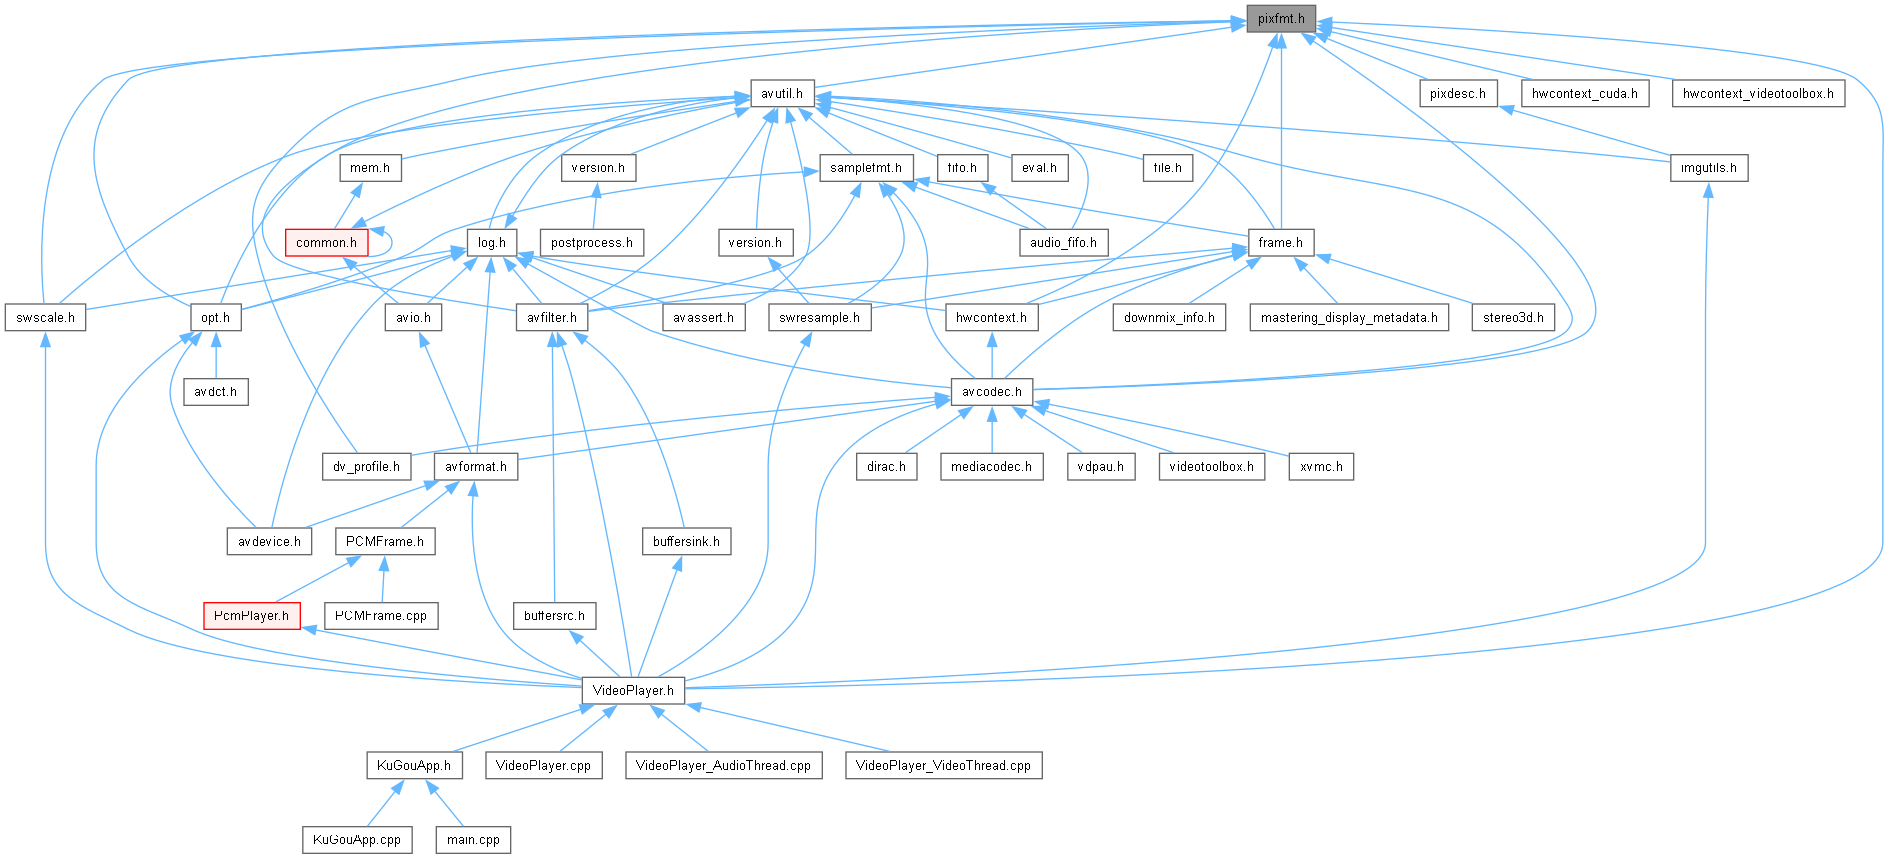 pixfmt.h
avutil.h
pixdesc.h
hwcontext_cuda.h
hwcontext_videotoolbox.h
mem.h
version.h
samplefmt.h
fifo.h
eval.h
file.h
imgutils.h
common.h
log.h
postprocess.h
version.h
audio_fifo.h
frame.h
swscale.h
opt.h
avio.h
avfilter.h
avassert.h
swresample.h
hwcontext.h
downmix_info.h
mastering_display_metadata.h
stereo3d.h
avdct.h
avcodec.h
dv_profile.h
avformat.h
dirac.h
mediacodec.h
vdpau.h
videotoolbox.h
xvmc.h
avdevice.h
PCMFrame.h
buffersink.h
PcmPlayer.h
PCMFrame.cpp
buffersrc.h
VideoPlayer.h
KuGouApp.h
VideoPlayer.cpp
VideoPlayer_AudioThread.cpp
VideoPlayer_VideoThread.cpp
KuGouApp.cpp
main.cpp